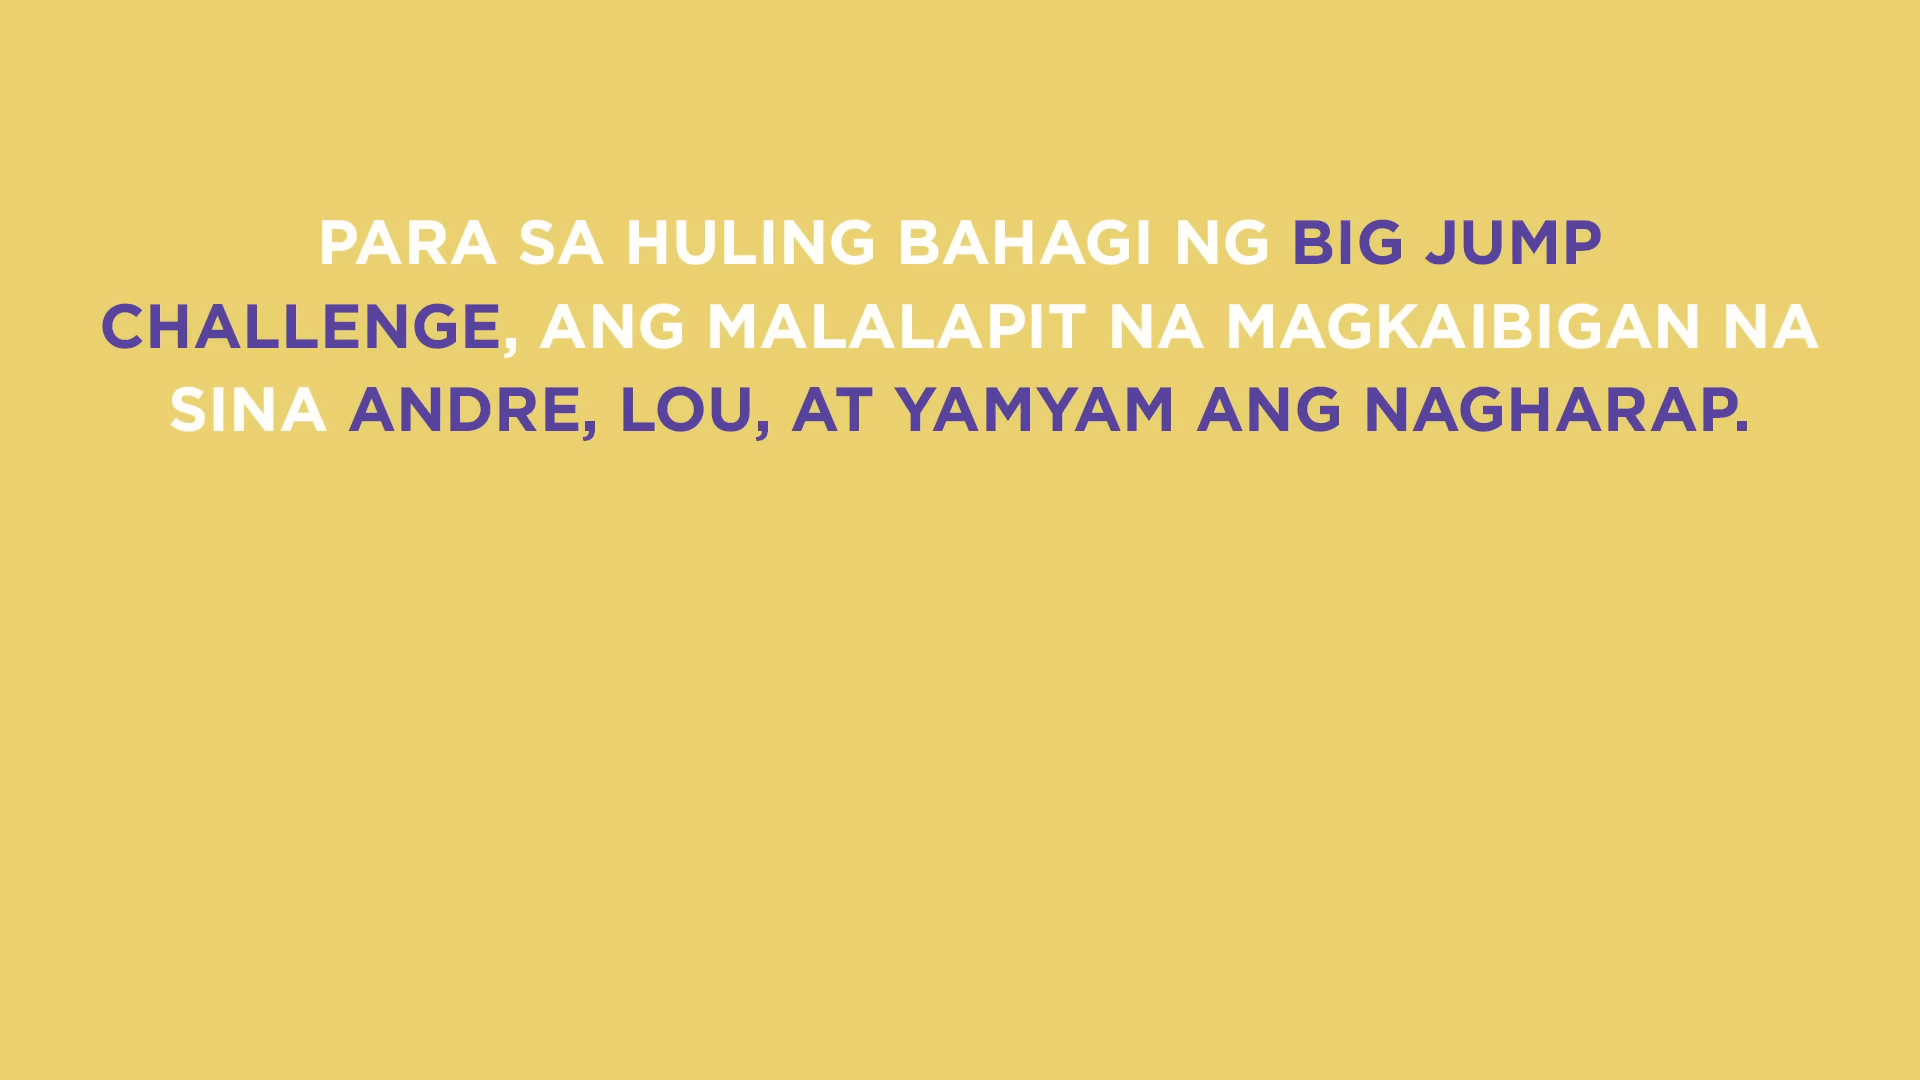 PARA SA HULING BAHAGI NG BIG JUMP
CHALLENGE, ANG MALALAPIT NA MAGKAIBIGAN NA
SINA ANDRE, LOU, AT YAMYAM ANG NAGHARAP.